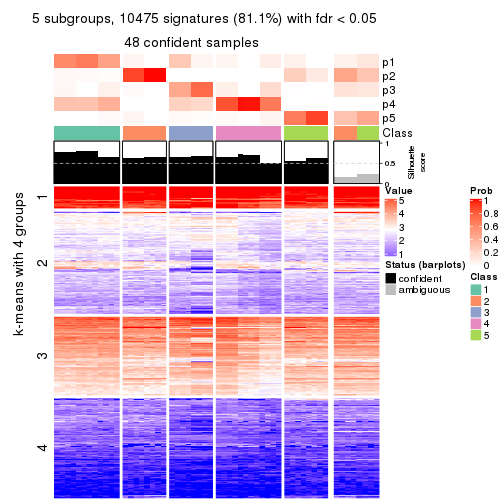 5 subgroups, 10475 signatures (81.1%) with fdr < 0.05
48 confident samples
p1
p2
p3
p4
p5
Class
1
0.5
0
Silhouette
score
k-means with 4 groups
1
2
3
4
Value
5
4
3
2
1
Status (barplots)
confident
ambiguous
Prob
1
0.8
0.6
0.4
0.2
0
Class
1
2
3
4
5